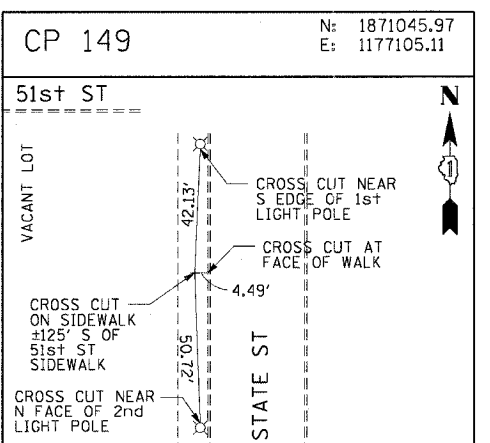 CP 149
N: 1871045.97
E: 1177105.11
51st ST
N
VACANT LOT
42.13'
CROSS CUT NEAR
S EDGE OF 1st
LIGHT POLE
CROSS CUT AT
FACE OF WALK
4.49'
CROSS CUT
ON SIDEWALK
±125' S OF
51st ST
SIDEWALK
50.72'
STATE ST
CROSS CUT NEAR
N FACE OF 2nd
LIGHT POLE